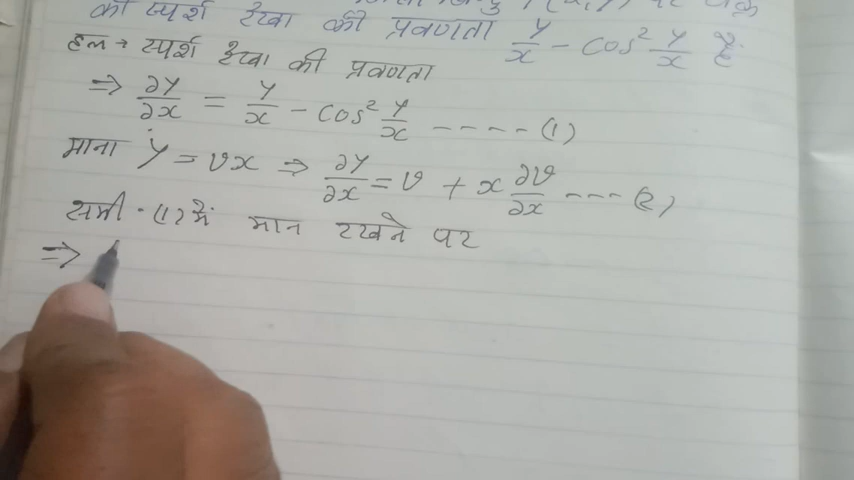 को स्पर्श रेखा की प्रवणता y/x - cos² y/x है
हल → स्पर्श रेखा की प्रवणता
⇒ ∂y/∂x = y/x - cos² y/x ---- (1)
माना y = vx ⇒ ∂y/∂x = v + x ∂v/∂x --- (2)
समी. (1) में मान रखने पर
⇒